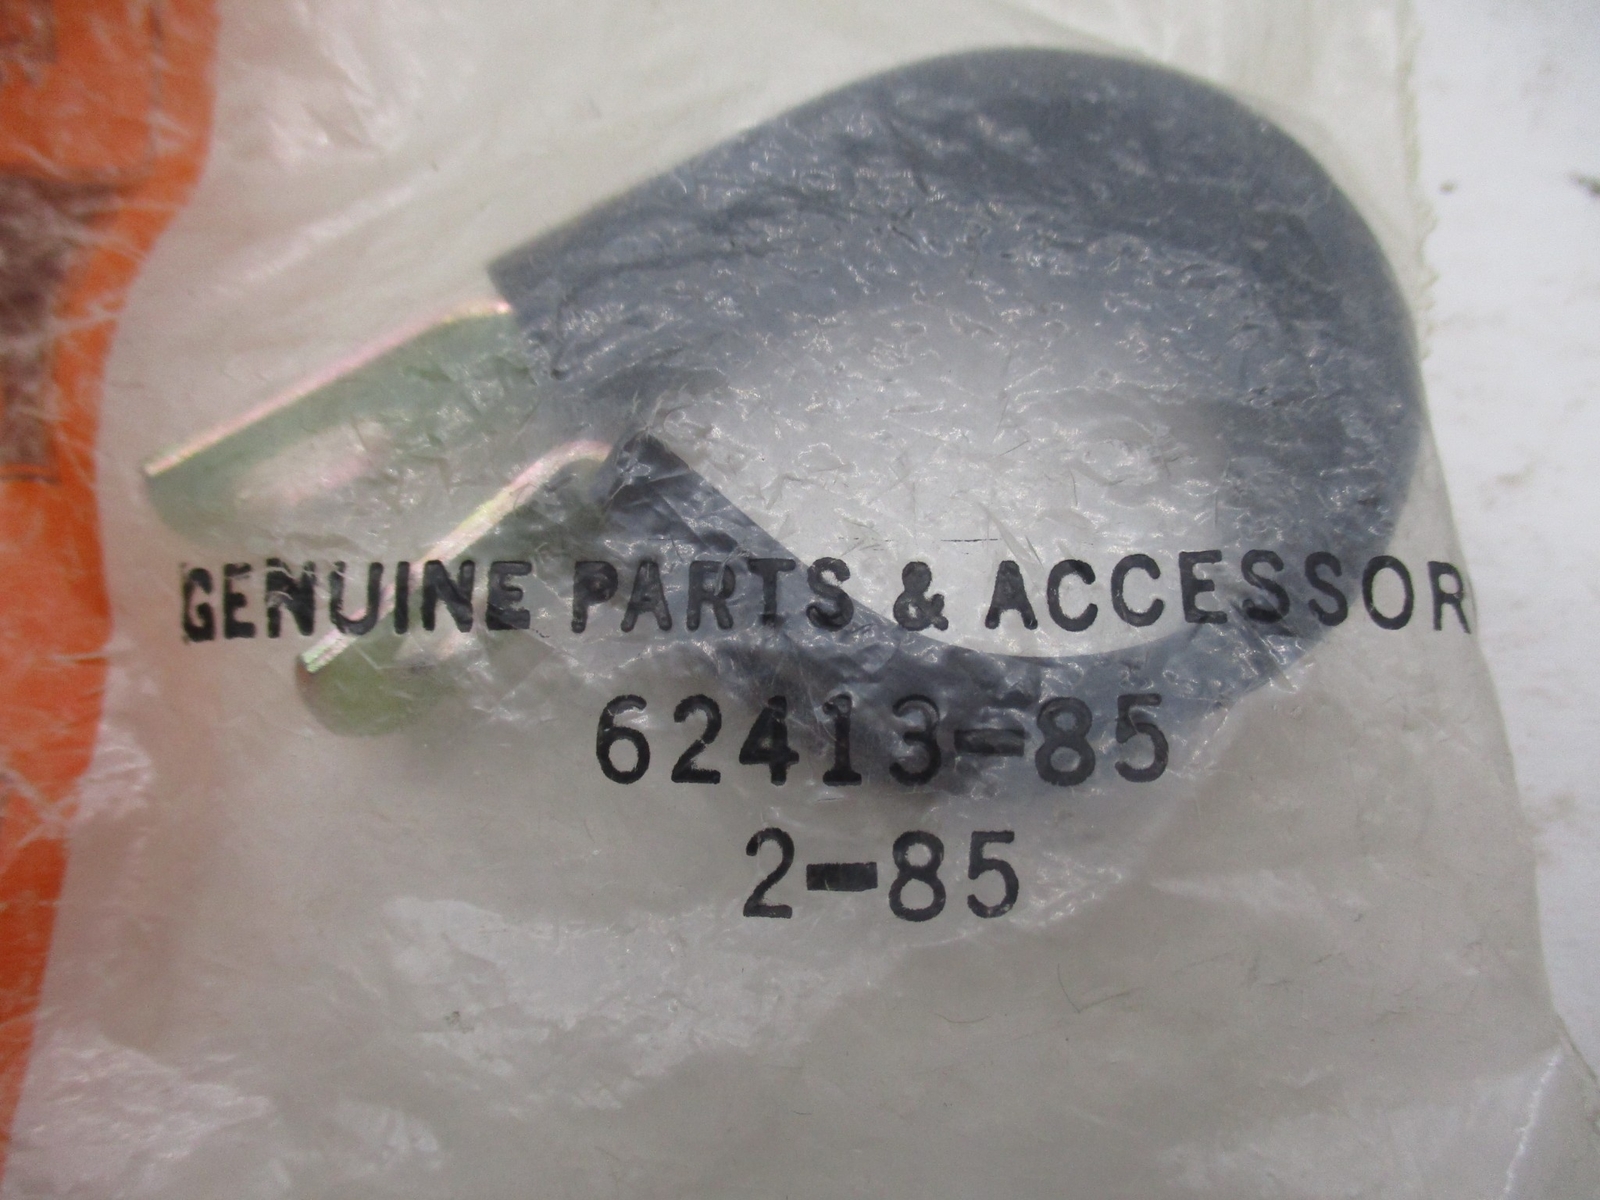 GENUINE PARTS & ACCESSOR
62413-85
2-85